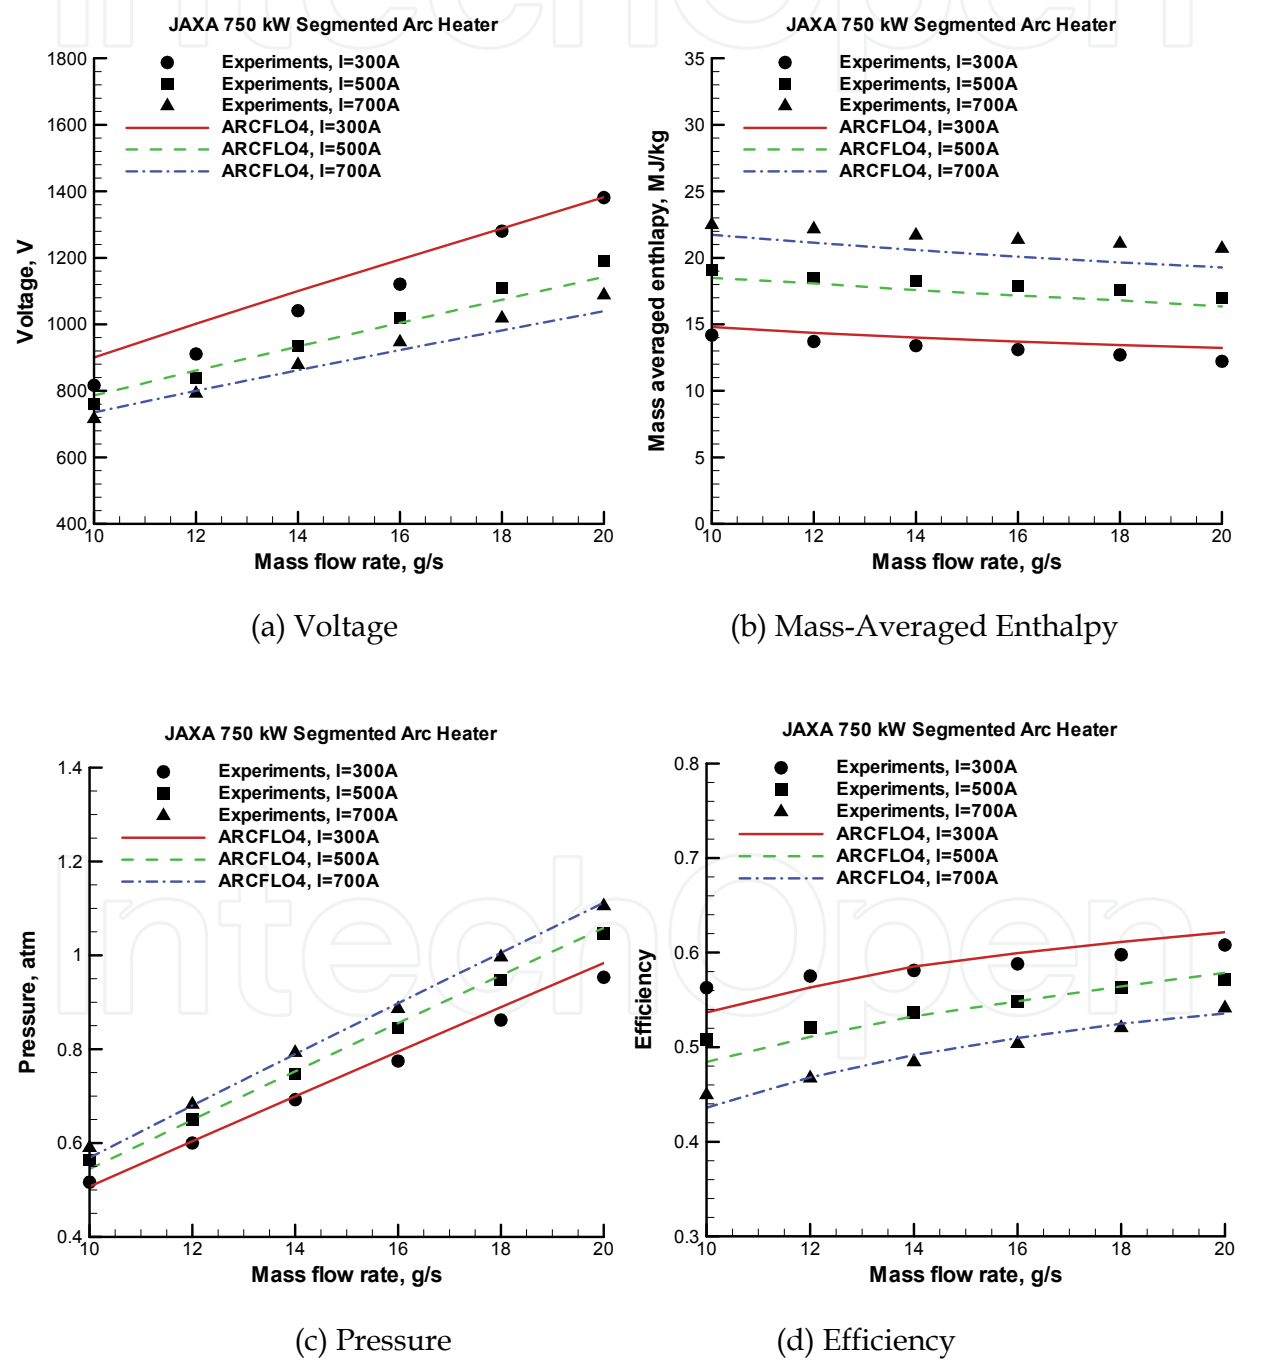 IntechOpen
JAXA 750 kW Segmented Arc Heater
1800
1600
1400
1200
1000
800
600
400
Voltage, V
Experiments, I=300A
Experiments, I=500A
Experiments, I=700A
ARCFLO4, I=300A
ARCFLO4, I=500A
ARCFLO4, I=700A
10 12 14 16 18 20
Mass flow rate, g/s
(a) Voltage
JAXA 750 kW Segmented Arc Heater
35
30
25
20
15
10
5
0
Mass averaged enthlapy, MJ/kg
Experiments, I=300A
Experiments, I=500A
Experiments, I=700A
ARCFLO4, I=300A
ARCFLO4, I=500A
ARCFLO4, I=700A
10 12 14 16 18 20
Mass flow rate, g/s
(b) Mass-Averaged Enthalpy
JAXA 750 kW Segmented Arc Heater
1.4
1.2
1
0.8
0.6
0.4
Pressure, atm
Experiments, I=300A
Experiments, I=500A
Experiments, I=700A
ARCFLO4, I=300A
ARCFLO4, I=500A
ARCFLO4, I=700A
10 12 14 16 18 20
Mass flow rate, g/s
(c) Pressure
JAXA 750 kW Segmented Arc Heater
0.8
0.7
0.6
0.5
0.4
0.3
Efficiency
Experiments, I=300A
Experiments, I=500A
Experiments, I=700A
ARCFLO4, I=300A
ARCFLO4, I=500A
ARCFLO4, I=700A
10 12 14 16 18 20
Mass flow rate, g/s
(d) Efficiency
IntechOpen